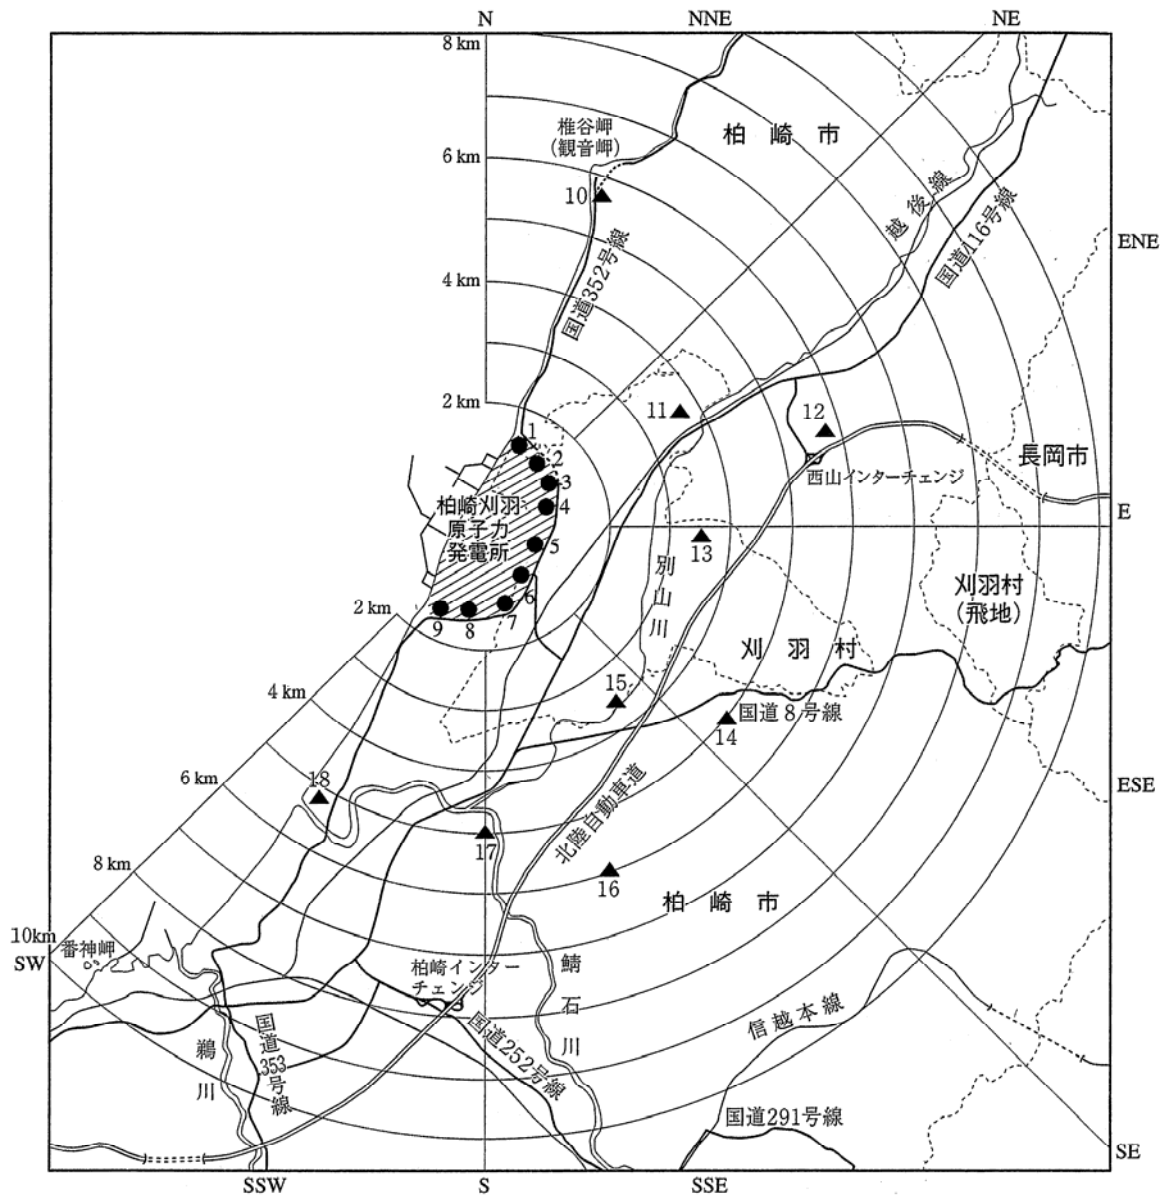 N
NNE
NE
8 km
椎谷岬
(観音岬)
柏崎市
6 km
10
越後線
国道116号線
ENE
国道352号線
4 km
2 km
11
12
1
2
3
4
5
6
7
8
9
長岡市
西山インターチェンジ
柏崎刈羽
原子力
発電所
E
13
別山川
刈羽村
(飛地)
2 km
刈羽村
15
国道8号線
14
4 km
6 km
18
ESE
北陸自動車道
17
16
8 km
柏崎市
10km
SW
番神岬
柏崎インター
チェンジ
鯖石川
信越本線
国道252号線
国道353号線
鵜川
国道291号線
SE
SSW
S
SSE